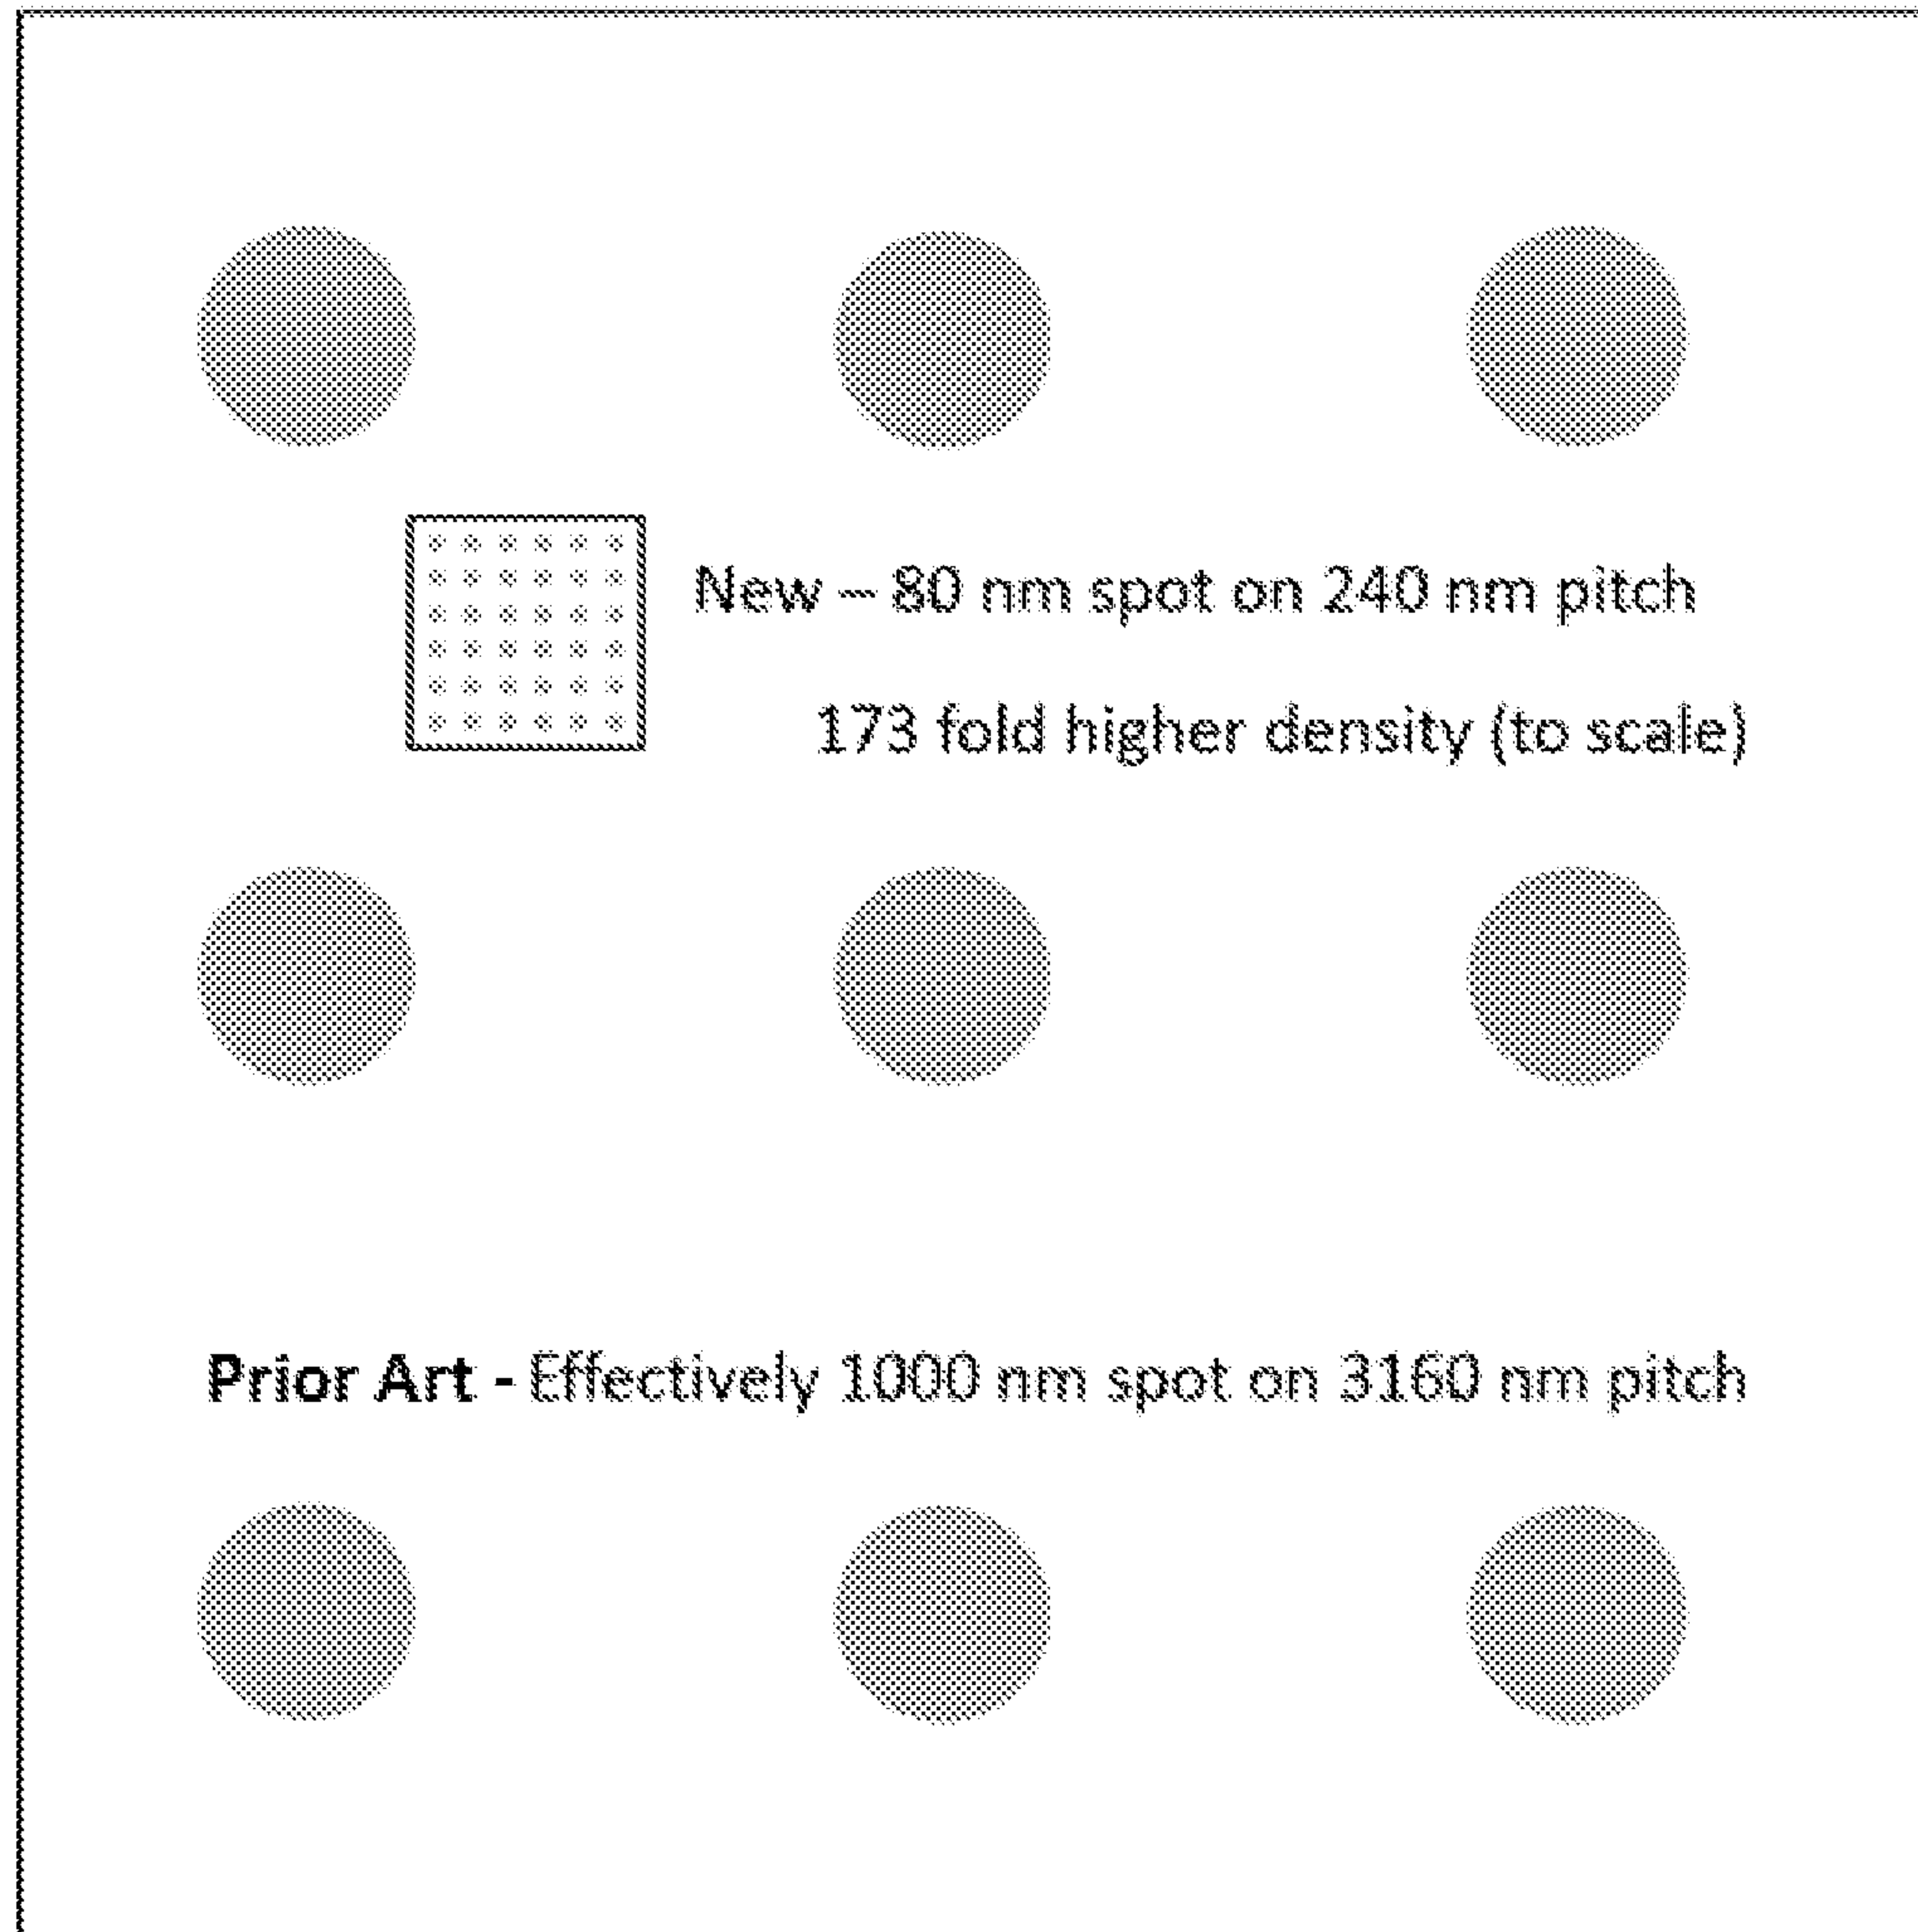 New – 80 nm spot on 240 nm pitch
173 fold higher density (to scale)
Prior Art - Effectively 1000 nm spot on 3160 nm pitch